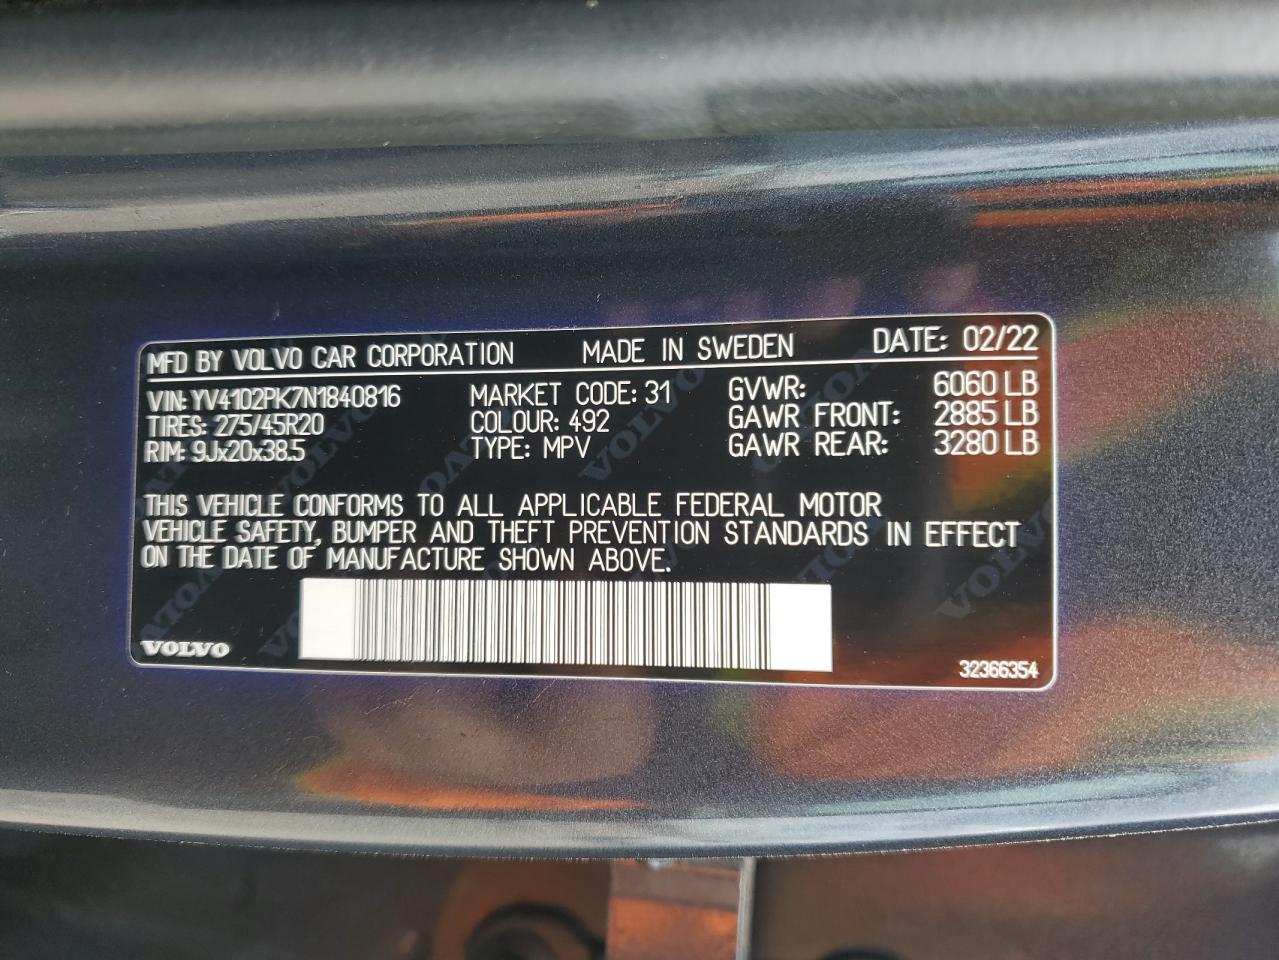 MFD BY VOLVO CAR CORPORATION MADE IN SWEDEN DATE: 02/22
VIN: YV4102PK7N1840816 MARKET CODE: 31 GVWR: 6060 LB
TIRES: 275/45R20 COLOUR: 492 GAWR FRONT: 2885 LB
RIM: 9Jx20x38.5 TYPE: MPV GAWR REAR: 3280 LB
THIS VEHICLE CONFORMS TO ALL APPLICABLE FEDERAL MOTOR
VEHICLE SAFETY, BUMPER AND THEFT PREVENTION STANDARDS IN EFFECT
ON THE DATE OF MANUFACTURE SHOWN ABOVE.
VOLVO 32366354